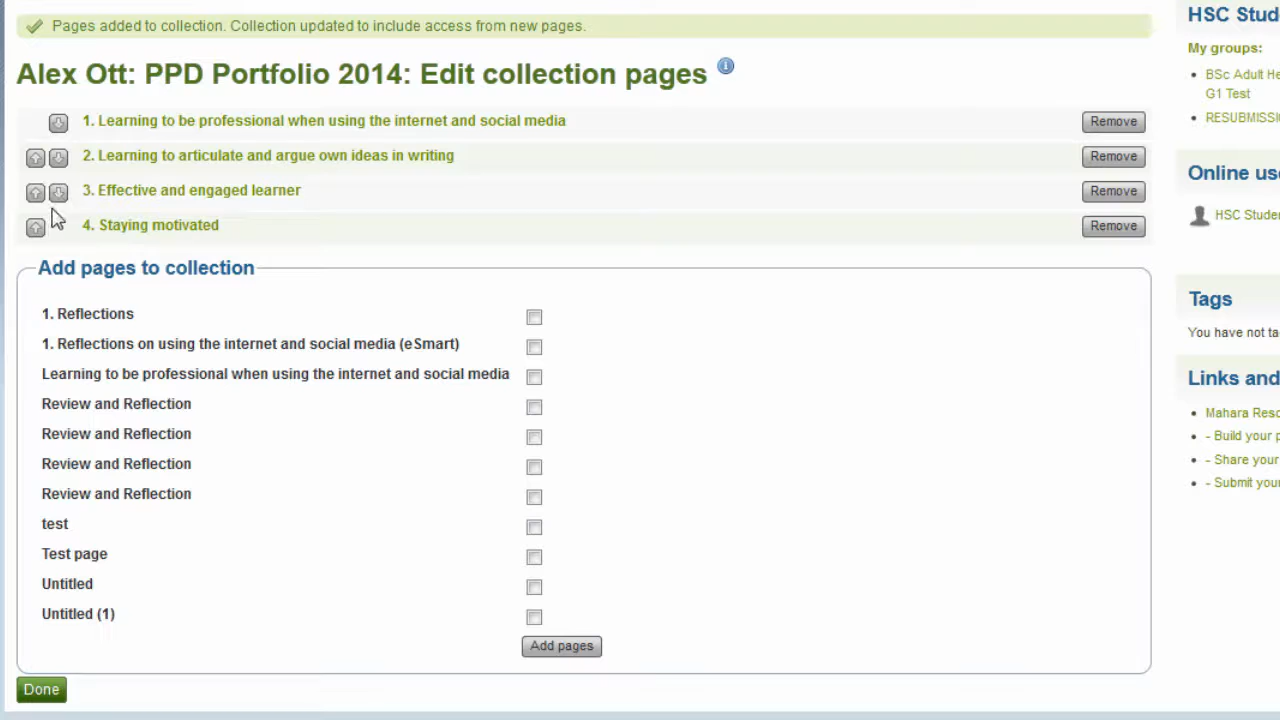 Pages added to collection. Collection updated to include access from new pages.
Alex Ott: PPD Portfolio 2014: Edit collection pages
1. Learning to be professional when using the internet and social media
Remove
2. Learning to articulate and argue own ideas in writing
Remove
3. Effective and engaged learner
Remove
4. Staying motivated
Remove
Add pages to collection
1. Reflections
1. Reflections on using the internet and social media (eSmart)
Learning to be professional when using the internet and social media
Review and Reflection
Review and Reflection
Review and Reflection
Review and Reflection
test
Test page
Untitled
Untitled (1)
Add pages
Done
HSC Stud
My groups:
BSc Adult He
G1 Test
RESUBMISSI
Online us
HSC Studen
Tags
You have not ta
Links and
Mahara Reso
- Build your p
- Share your
- Submit your